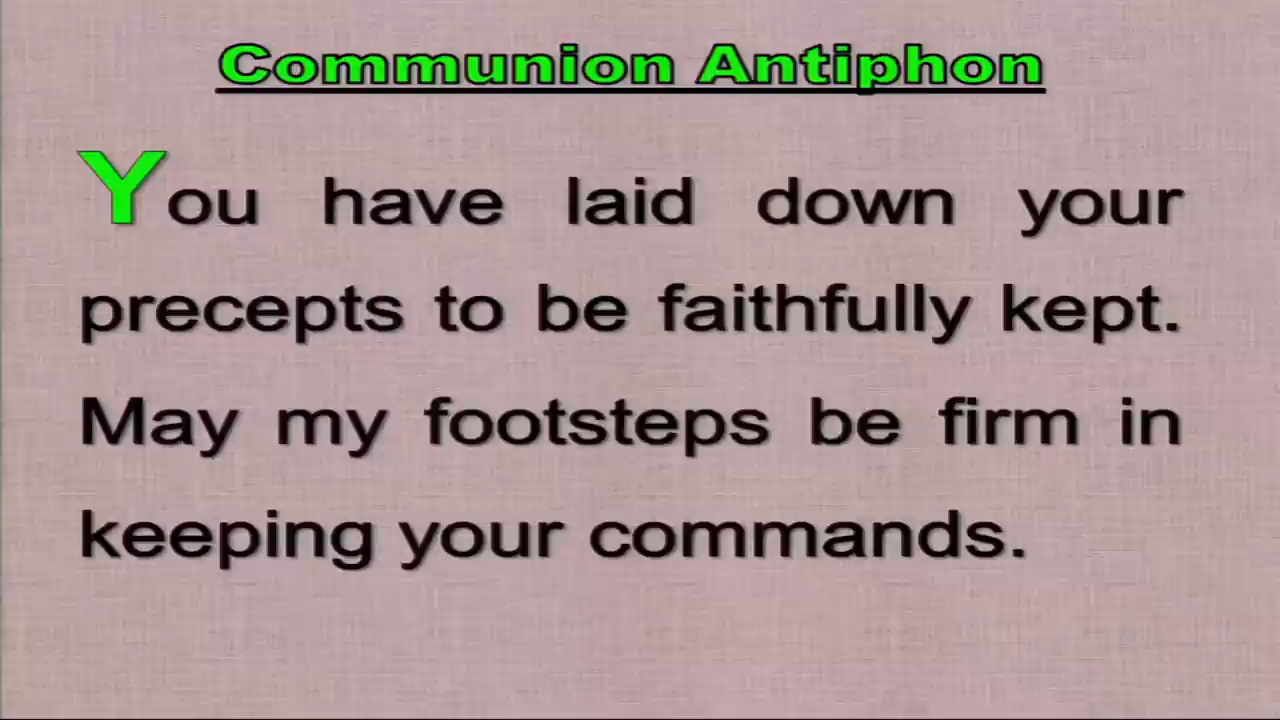 Communion Antiphon
You have laid down your
precepts to be faithfully kept.
May my footsteps be firm in
keeping your commands.